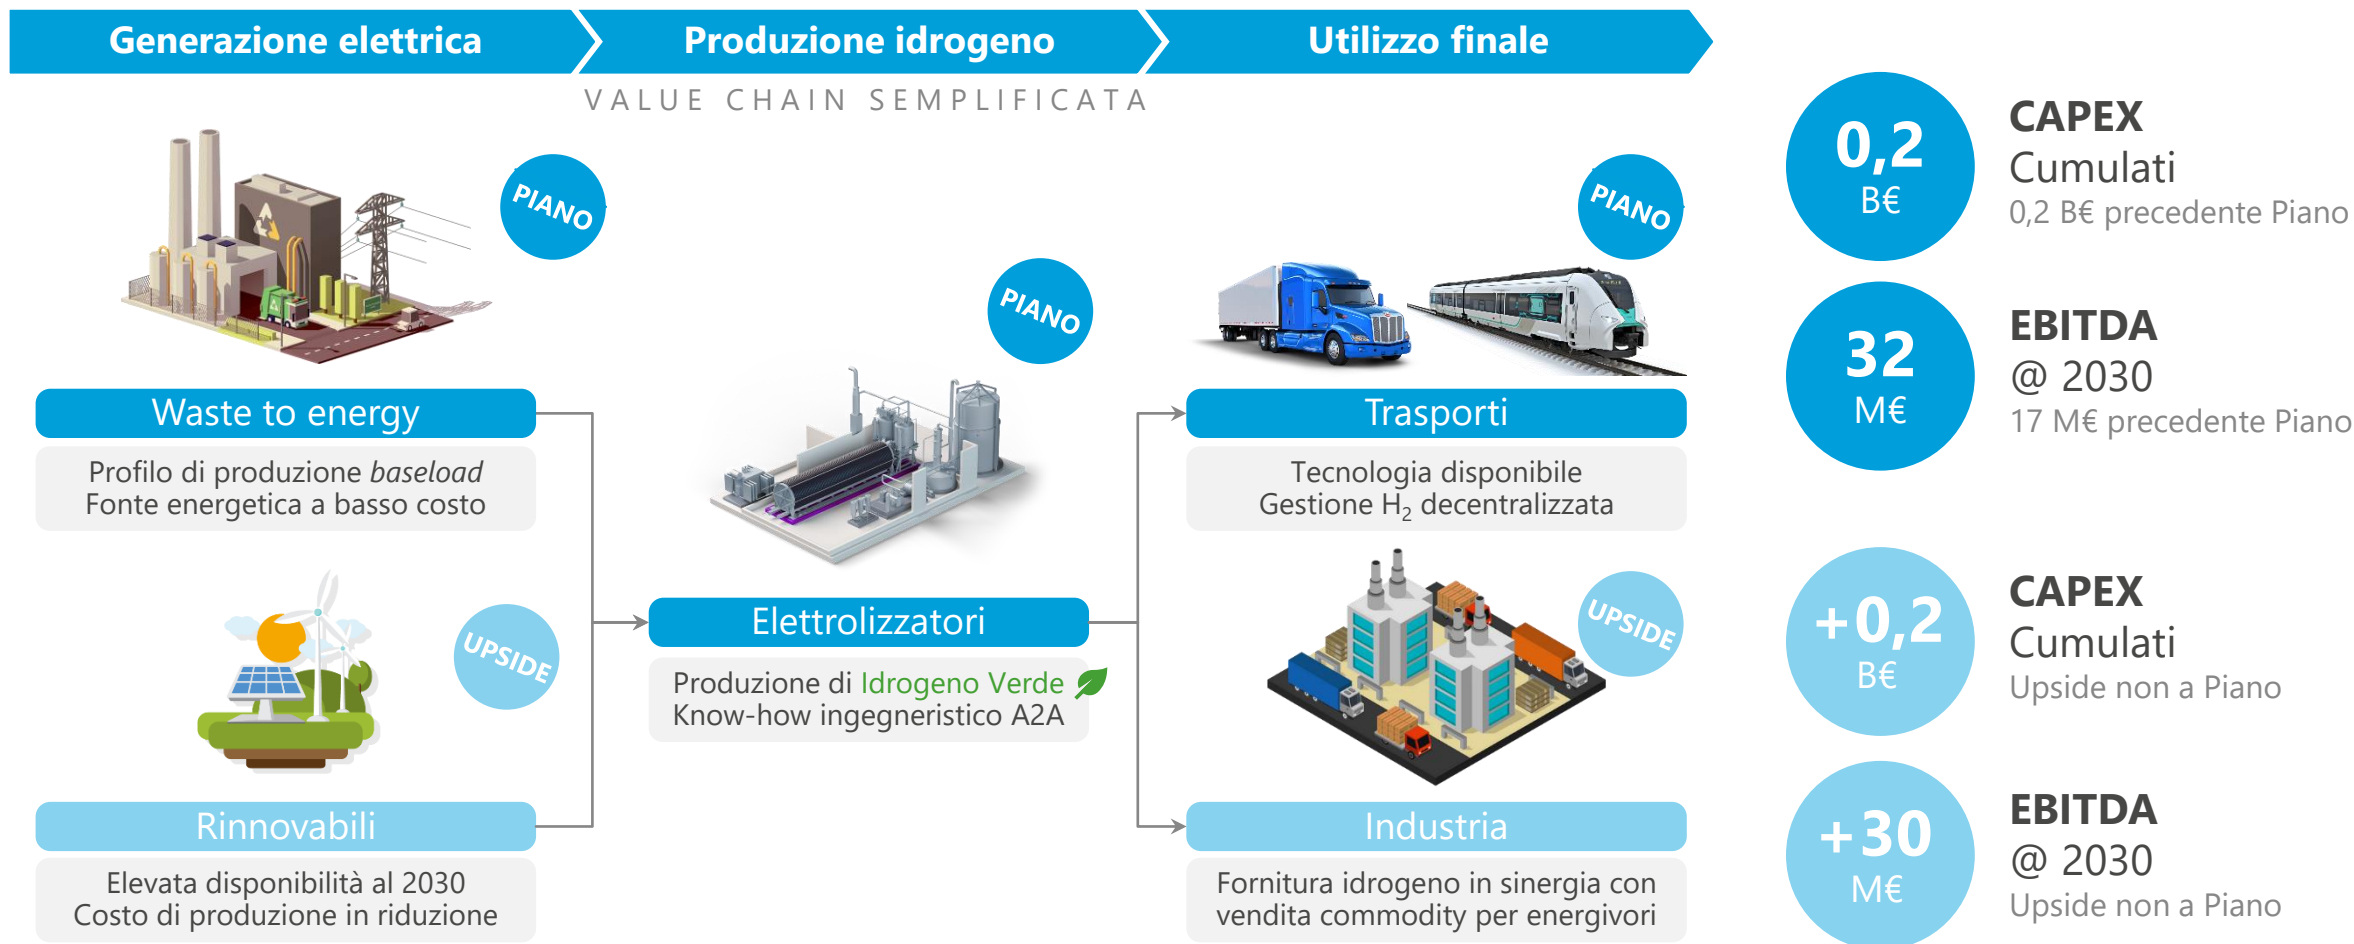 Generazione elettrica
Produzione idrogeno
Utilizzo finale
VALUE CHAIN SEMPLIFICATA
PIANO
Waste to energy
Profilo di produzione baseload
Fonte energetica a basso costo
UPSIDE
Rinnovabili
Elevata disponibilità al 2030
Costo di produzione in riduzione
PIANO
Elettrolizzatori
Produzione di Idrogeno Verde
Know-how ingegneristico A2A
PIANO
Trasporti
Tecnologia disponibile
Gestione H₂ decentralizzata
UPSIDE
Industria
Fornitura idrogeno in sinergia con
vendita commodity per energivori
0,2
B€
CAPEX
Cumulati
0,2 B€ precedente Piano
32
M€
EBITDA
@ 2030
17 M€ precedente Piano
+0,2
B€
CAPEX
Cumulati
Upside non a Piano
+30
M€
EBITDA
@ 2030
Upside non a Piano